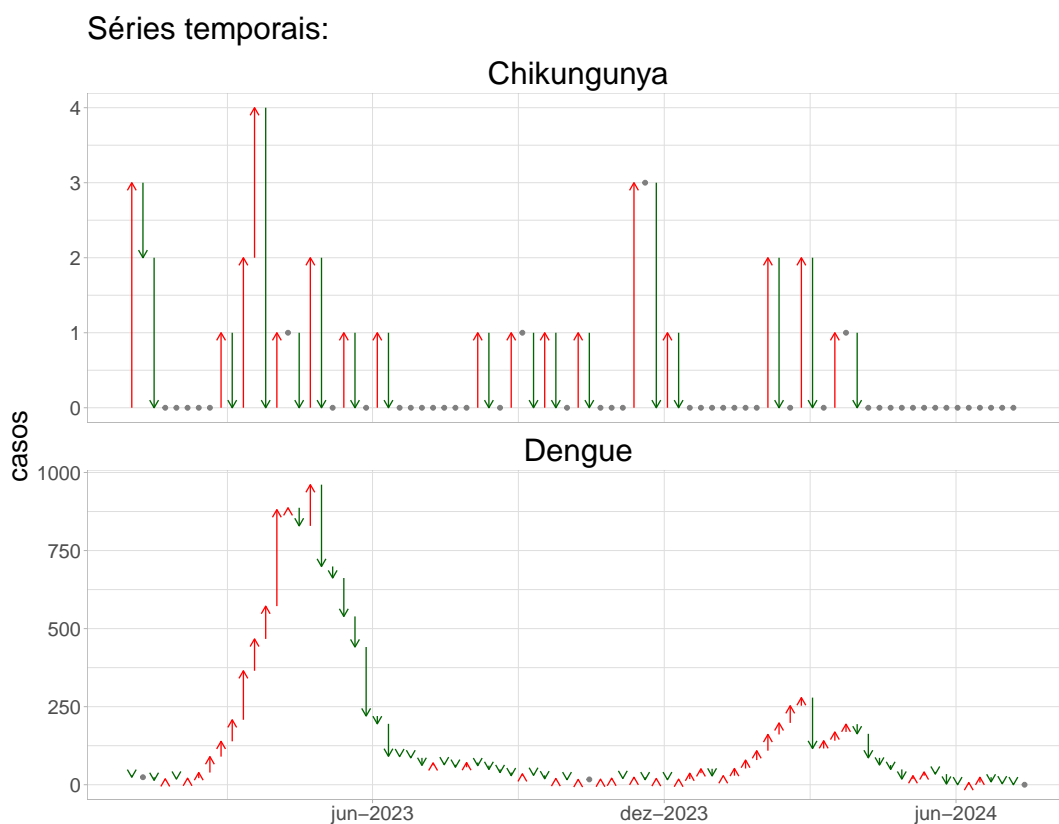 Séries temporais:
Chikungunya
4
3
2
1
0
casos
Dengue
1000
750
500
250
0
jun−2023
dez−2023
jun−2024